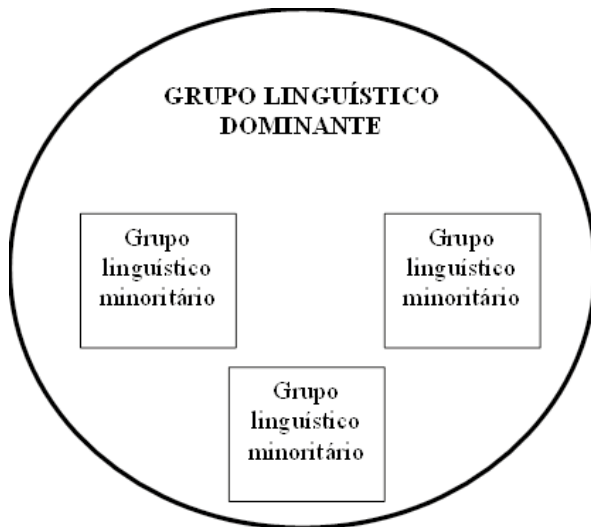 GRUPO LINGUÍSTICO
DOMINANTE
Grupo
linguístico
minoritário
Grupo
linguístico
minoritário
Grupo
linguístico
minoritário